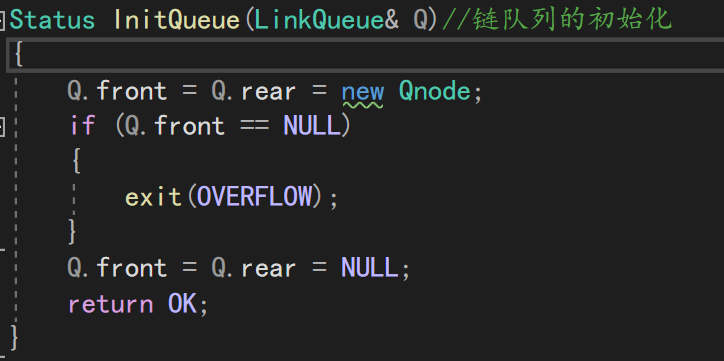 Status InitQueue(LinkQueue& Q)//链队列的初始化
{
    Q.front = Q.rear = new Qnode;
    if (Q.front == NULL)
    {
        exit(OVERFLOW);
    }
    Q.front = Q.rear = NULL;
    return OK;
}